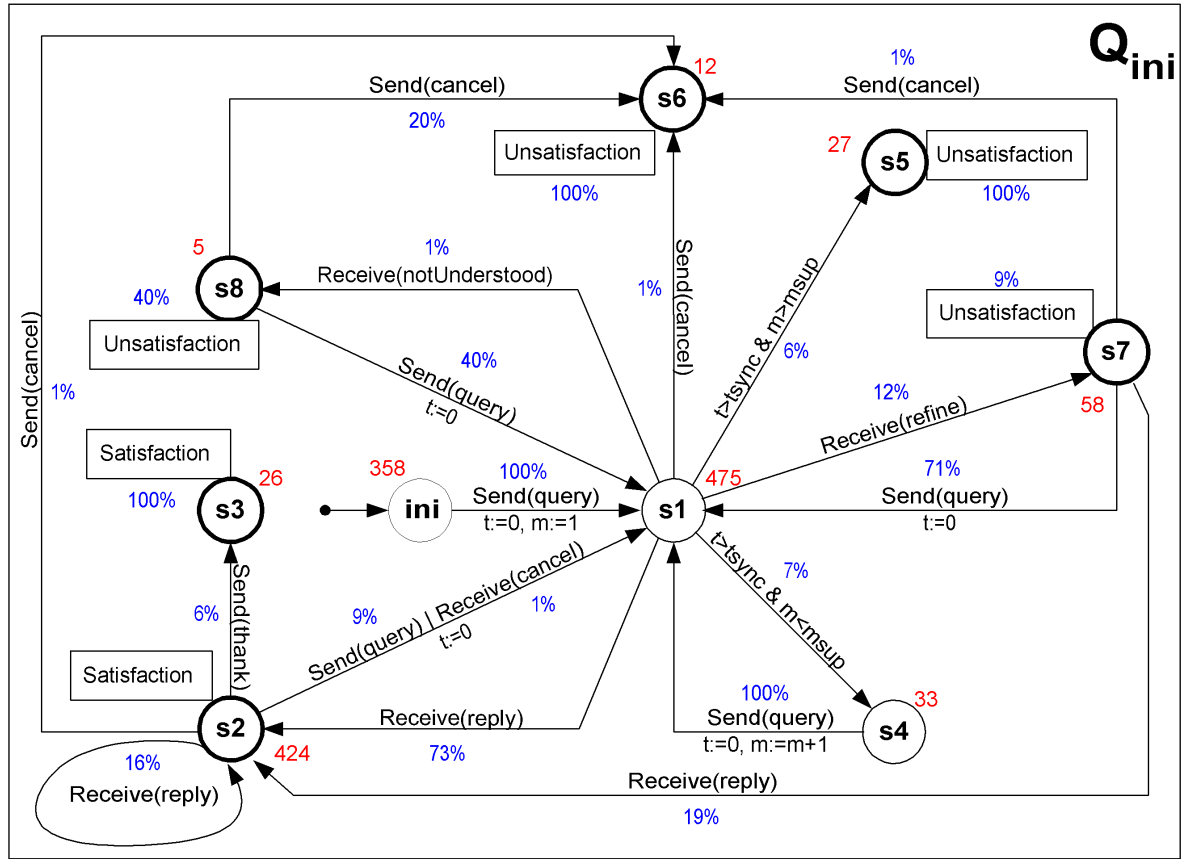 Q ini
12
1%
Send(cancel)
s6
Send(cancel)
20%
Unsatisfaction
100%
27
s5
Unsatisfaction
100%
5
1%
Receive(notUnderstood)
s8
40%
Unsatisfaction
Send(cancel)
1%
t>tsync & m>msup
6%
9%
Unsatisfaction
s7
58
Send(cancel)
1%
40%
Send(query)
t:=0
12%
Receive(refine)
Satisfaction
100%
s3
26
358
ini
100%
Send(query)
t:=0, m:=1
s1
475
71%
Send(query)
t:=0
6%
Send(thank)
9%
Send(query) | Receive(cancel)
1%
t:=0
t>tsync & m<msup
7%
Satisfaction
s2
424
Receive(reply)
73%
100%
Send(query)
t:=0, m:=m+1
s4
33
16%
Receive(reply)
Receive(reply)
19%